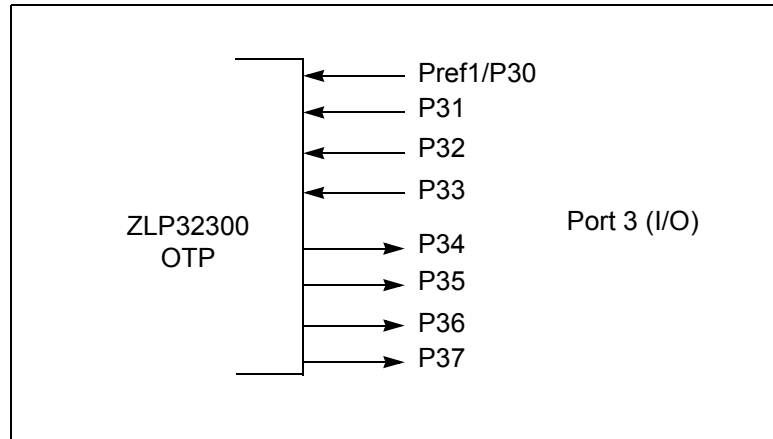 Pref1/P30
P31
P32
P33
ZLP32300
OTP
Port 3 (I/O)
P34
P35
P36
P37